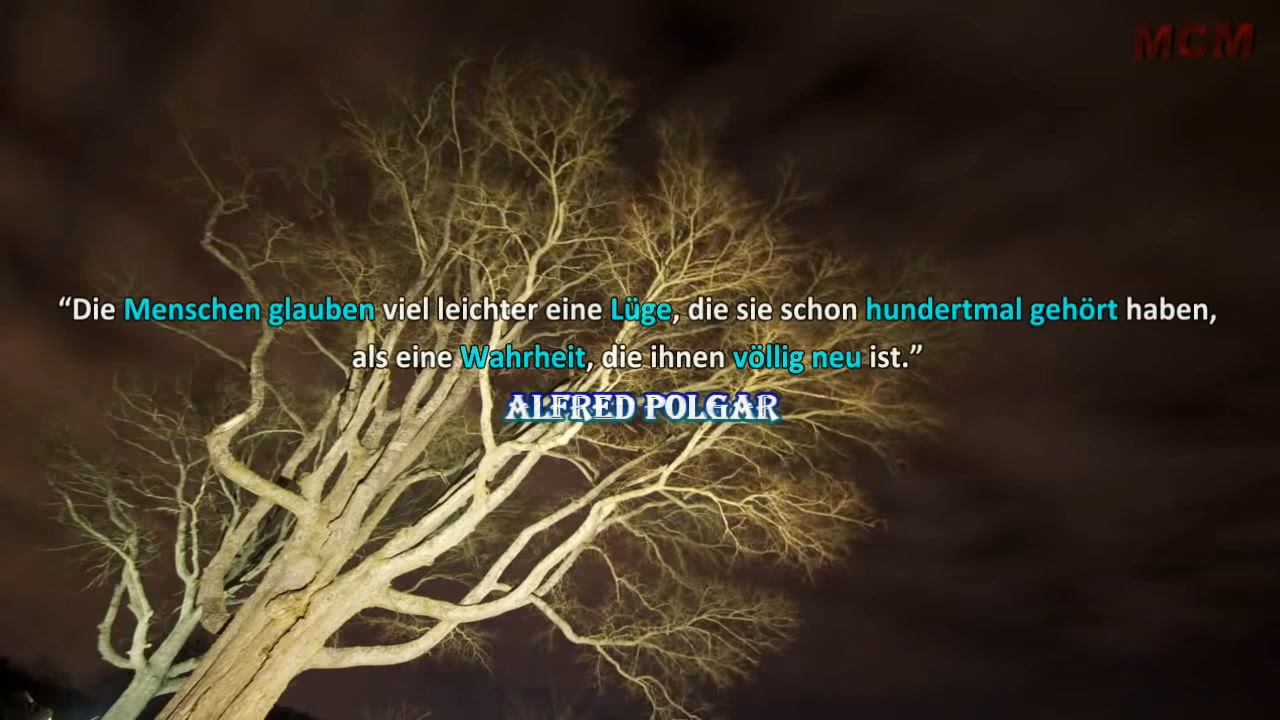 MCM
“Die Menschen glauben viel leichter eine Lüge, die sie schon hundertmal gehört haben,
als eine Wahrheit, die ihnen völlig neu ist.”
ALFRED POLGAR